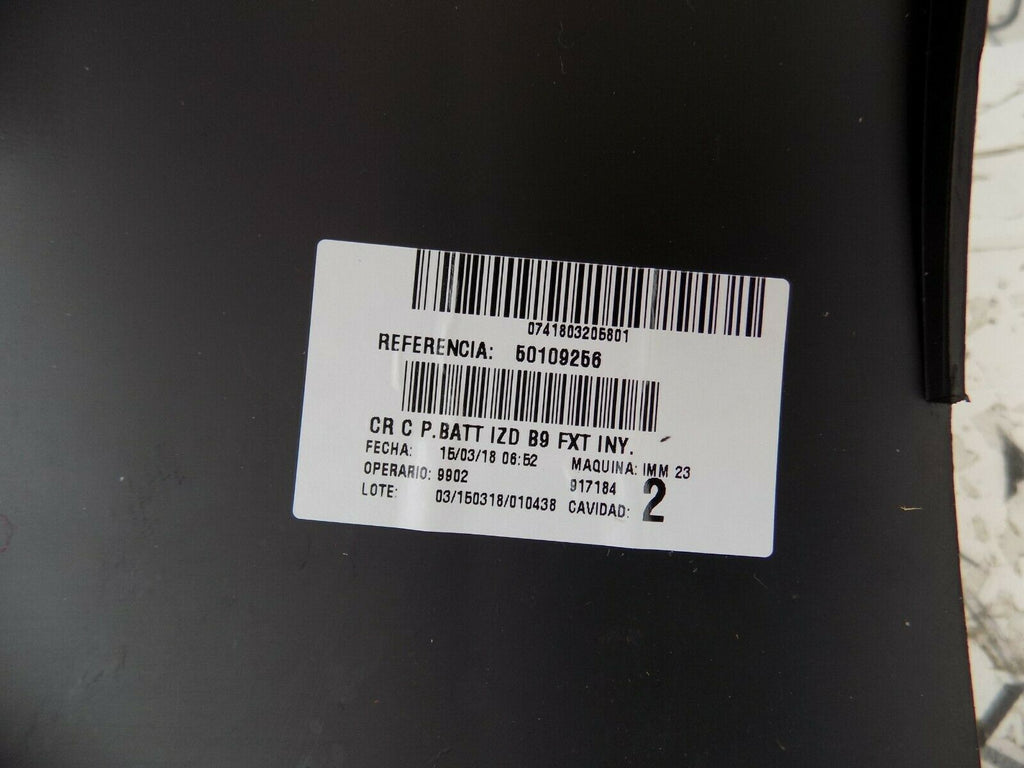 0741803205801
REFERENCIA: 50109256
CR C P.BATT IZD B9 FXT INY.
FECHA: 15/03/18 06:52 MAQUINA: IMM 23
OPERARIO: 9902 917184
LOTE: 03/150318/010438 CAVIDAD: 2